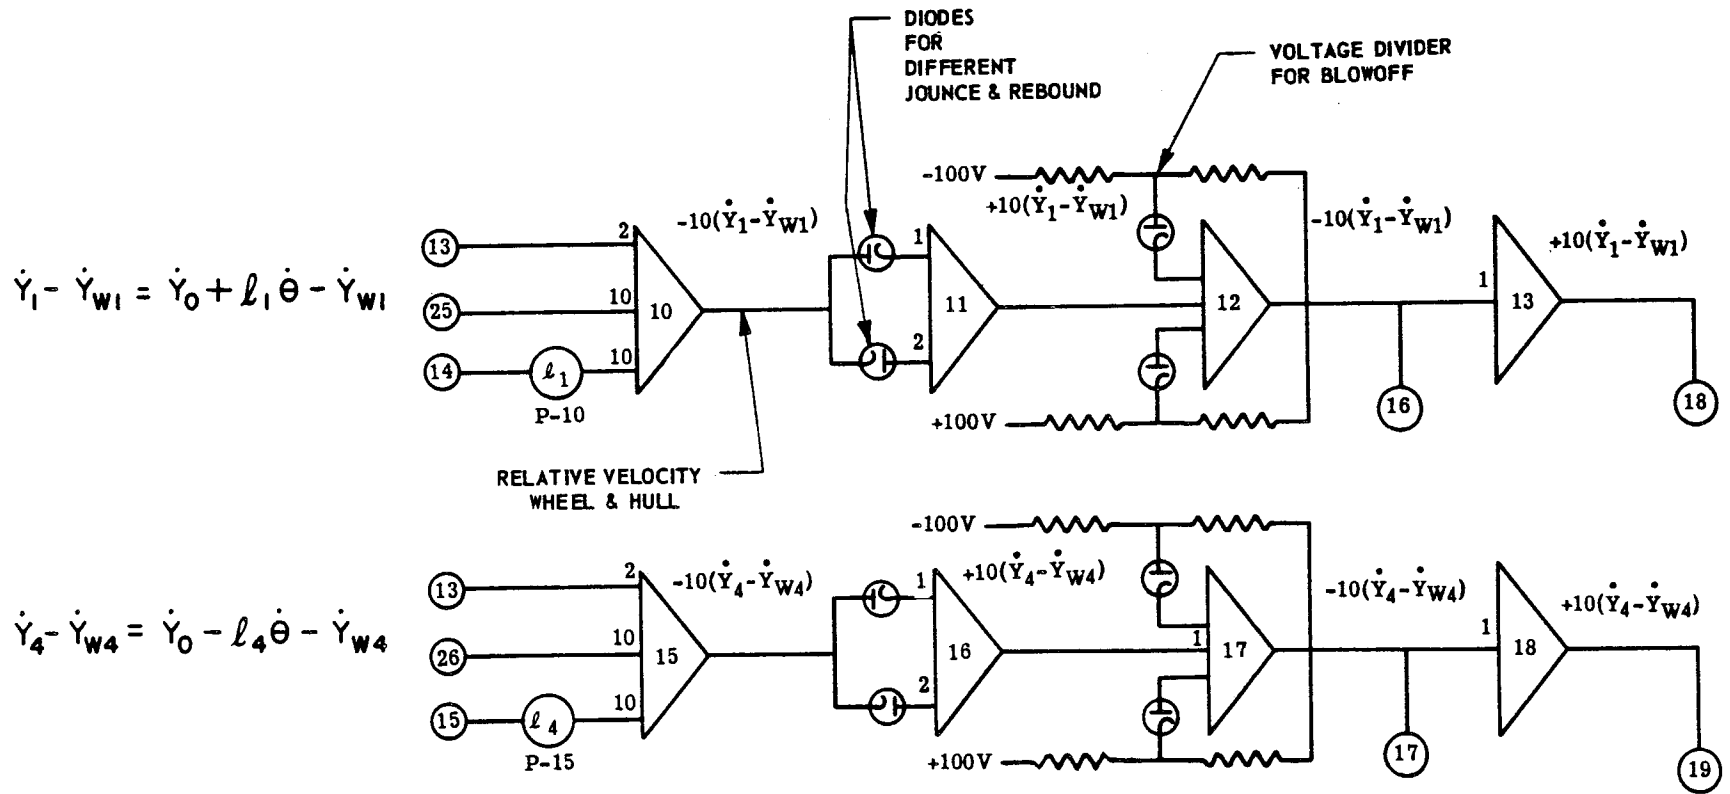 DIODES
FOR
DIFFERENT
JOUNCE & REBOUND
VOLTAGE DIVIDER
FOR BLOWOFF
-100V
+10(Ẏ1-ẎW1)
-10(Ẏ1-ẎW1)
-10(Ẏ1-ẎW1)
+10(Ẏ1-ẎW1)
Ẏ1 - ẎW1 = Ẏ0 + ℓ1 θ̇ - ẎW1
13
2
25
10
14
ℓ1
10
P-10
10
1
2
11
12
1
13
+100V
16
18
RELATIVE VELOCITY
WHEEL & HULL
-100V
-10(Ẏ4-ẎW4)
+10(Ẏ4-ẎW4)
-10(Ẏ4-ẎW4)
+10(Ẏ4-ẎW4)
Ẏ4 - ẎW4 = Ẏ0 - ℓ4 θ̇ - ẎW4
13
2
26
10
15
ℓ4
10
P-15
15
1
2
16
1
17
1
18
+100V
17
19